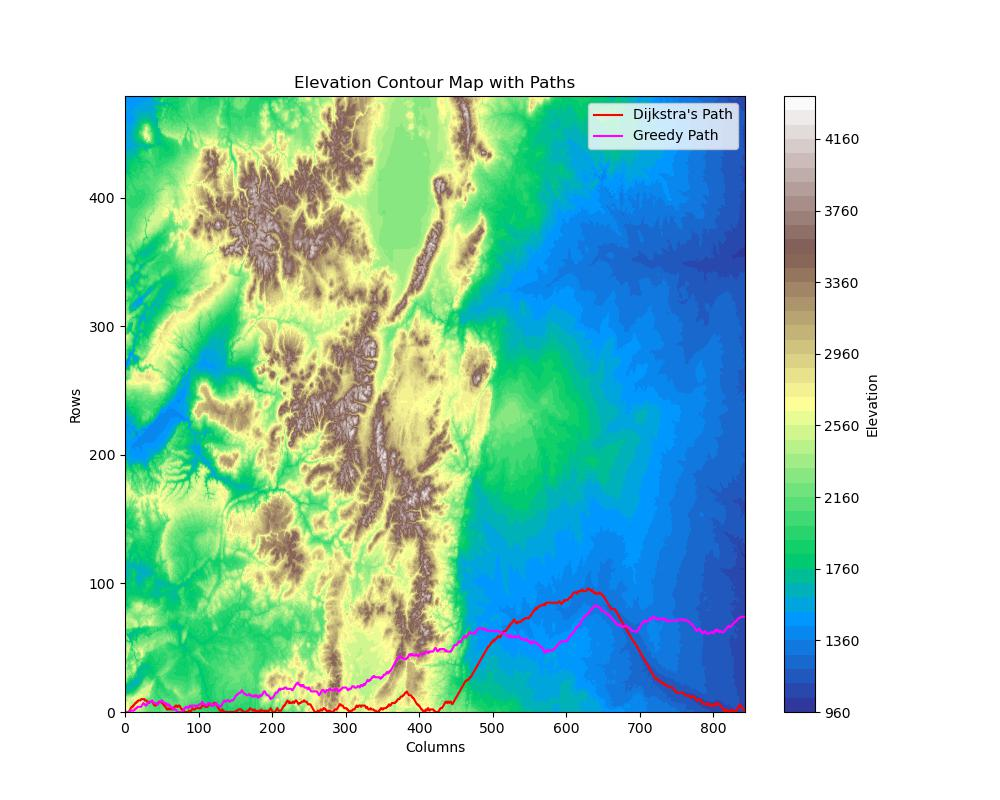 Elevation Contour Map with Paths
Dijkstra's Path
Greedy Path
Rows
400
300
200
100
0
0 100 200 300 400 500 600 700 800
Columns
4160
3760
3360
2960
2560
2160
1760
1360
960
Elevation